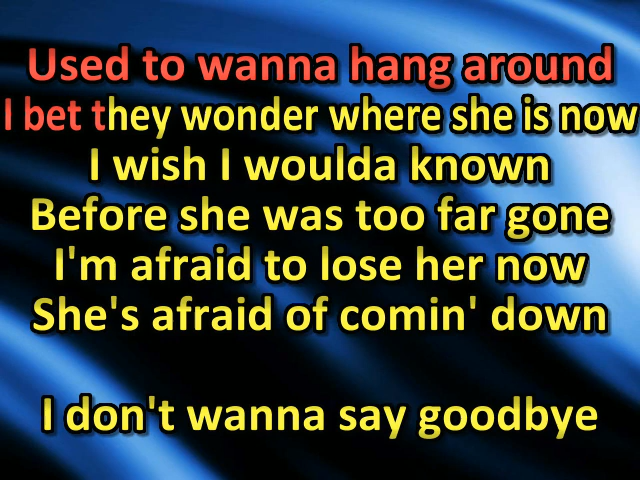 Used to wanna hang around
I bet they wonder where she is now
I wish I woulda known
Before she was too far gone
I'm afraid to lose her now
She's afraid of comin' down
I don't wanna say goodbye